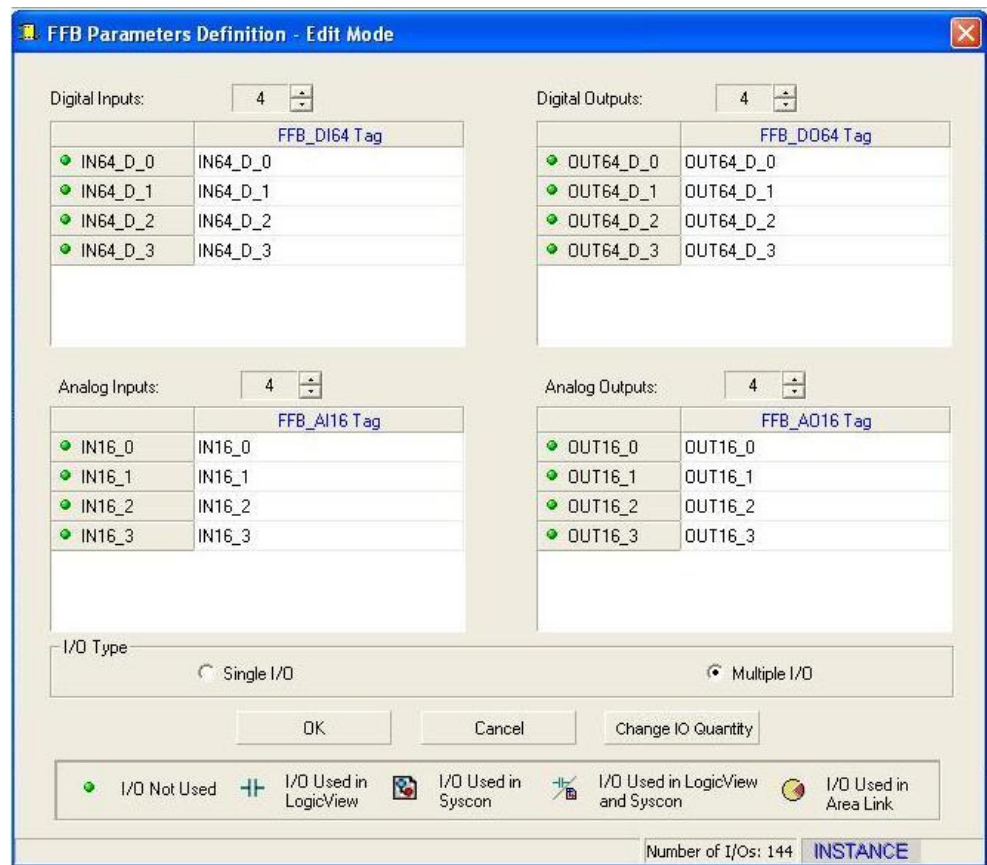 FFB Parameters Definition - Edit Mode
Digital Inputs: 4
FFB_DI64 Tag
IN64_D_0 IN64_D_0
IN64_D_1 IN64_D_1
IN64_D_2 IN64_D_2
IN64_D_3 IN64_D_3
Digital Outputs: 4
FFB_DO64 Tag
OUT64_D_0 OUT64_D_0
OUT64_D_1 OUT64_D_1
OUT64_D_2 OUT64_D_2
OUT64_D_3 OUT64_D_3
Analog Inputs: 4
FFB_AI16 Tag
IN16_0 IN16_0
IN16_1 IN16_1
IN16_2 IN16_2
IN16_3 IN16_3
Analog Outputs: 4
FFB_AO16 Tag
OUT16_0 OUT16_0
OUT16_1 OUT16_1
OUT16_2 OUT16_2
OUT16_3 OUT16_3
I/O Type
Single I/O
Multiple I/O
OK
Cancel
Change IO Quantity
I/O Not Used
I/O Used in
LogicView
I/O Used in
Syscon
I/O Used in LogicView
and Syscon
I/O Used in
Area Link
Number of I/Os: 144
INSTANCE